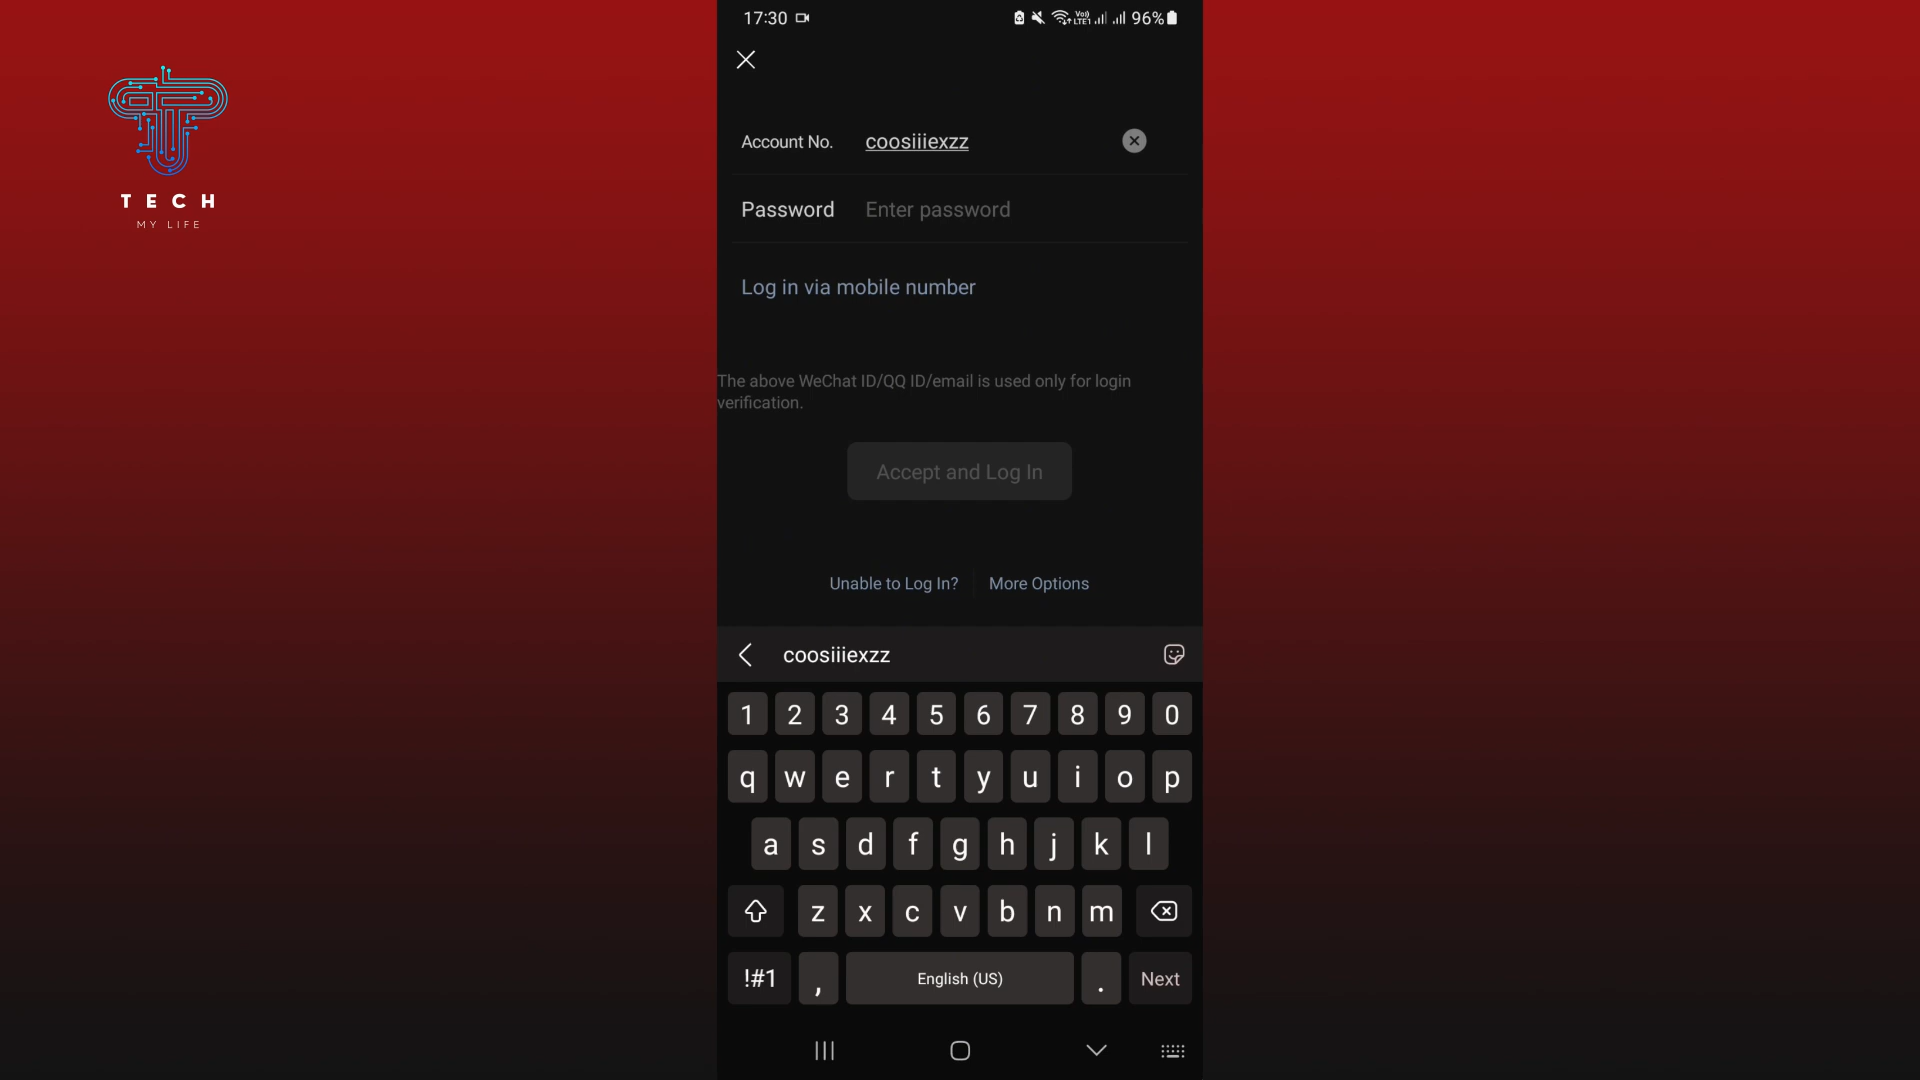 17:30
Vo))
LTE1
96%
TECH
MY LIFE
Account No. coosiiiexzz
Password Enter password
Log in via mobile number
The above WeChat ID/QQ ID/email is used only for login
verification.
Accept and Log In
Unable to Log In? More Options
coosiiiexzz
1 2 3 4 5 6 7 8 9 0
q w e r t y u i o p
a s d f g h j k l
z x c v b n m
!#1 , English (US) . Next